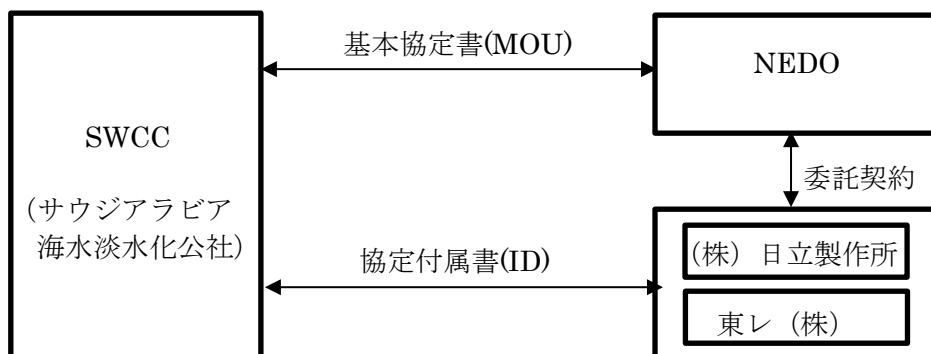 基本協定書(MOU)
NEDO
SWCC
(サウジアラビア
海水淡水化公社)
委託契約
協定付属書(ID)
(株) 日立製作所
東レ (株)